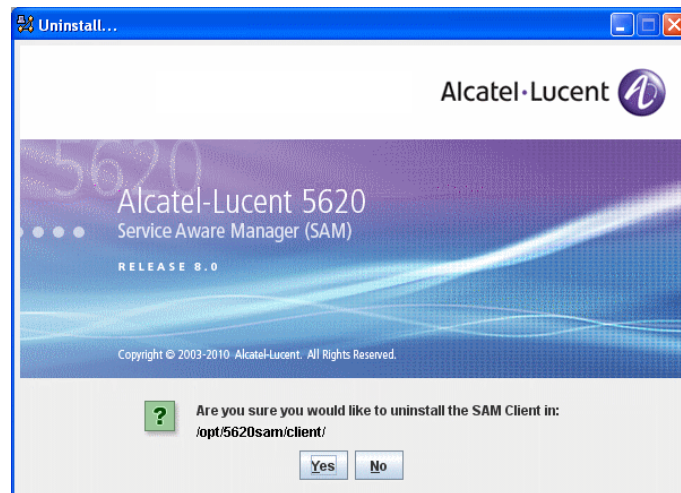 Uninstall...
Alcatel·Lucent
5620
Alcatel-Lucent 5620
Service Aware Manager (SAM)
RELEASE 8.0
Copyright © 2003-2010 Alcatel-Lucent. All Rights Reserved.
? Are you sure you would like to uninstall the SAM Client in:
/opt/5620sam/client/
Yes No